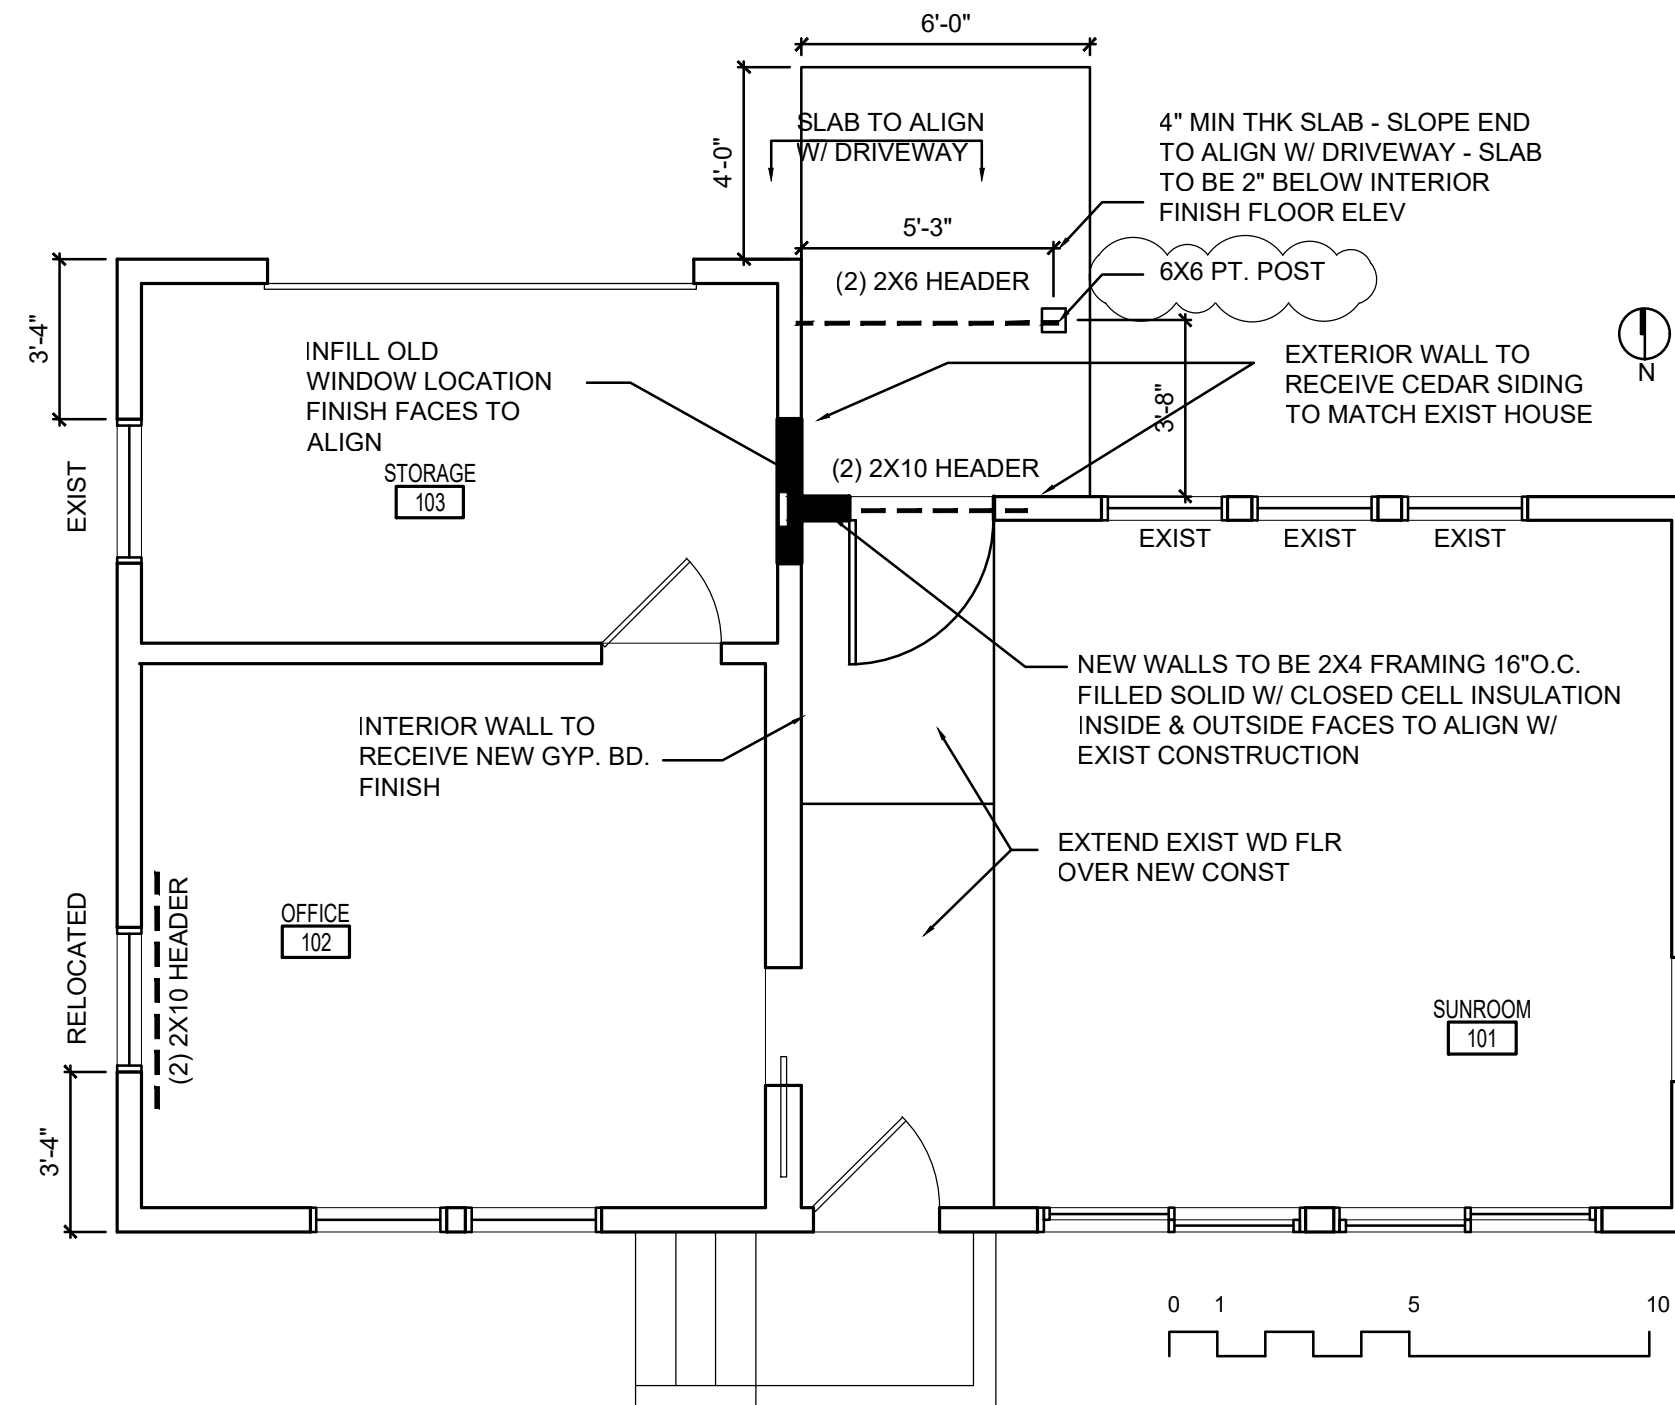 6'-0"
4'-0"
SLAB TO ALIGN
W/ DRIVEWAY
4" MIN THK SLAB - SLOPE END
TO ALIGN W/ DRIVEWAY - SLAB
TO BE 2" BELOW INTERIOR
FINISH FLOOR ELEV
5'-3"
(2) 2X6 HEADER
6X6 PT. POST
3'-4"
INFILL OLD
WINDOW LOCATION
FINISH FACES TO
ALIGN
EXTERIOR WALL TO
RECEIVE CEDAR SIDING
TO MATCH EXIST HOUSE
N
3'-8"
STORAGE
103
(2) 2X10 HEADER
EXIST
EXIST
EXIST
EXIST
NEW WALLS TO BE 2X4 FRAMING 16"O.C.
FILLED SOLID W/ CLOSED CELL INSULATION
INSIDE & OUTSIDE FACES TO ALIGN W/
EXIST CONSTRUCTION
INTERIOR WALL TO
RECEIVE NEW GYP. BD.
FINISH
EXTEND EXIST WD FLR
OVER NEW CONST
RELOCATED
(2) 2X10 HEADER
OFFICE
102
SUNROOM
101
3'-4"
0 1 5 10